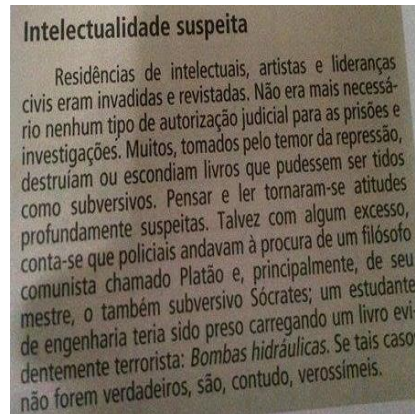 Intelectualidade suspeita
Residências de intelectuais, artistas e lideranças
civis eram invadidas e revistadas. Não era mais necessá-
rio nenhum tipo de autorização judicial para as prisões e
investigações. Muitos, tomados pelo temor da repressão,
destruíam ou escondiam livros que pudessem ser tidos
como subversivos. Pensar e ler tornaram-se atitudes
profundamente suspeitas. Talvez com algum excesso,
conta-se que policiais andavam à procura de um filósofo
comunista chamado Platão e, principalmente, de seu
mestre, o também subversivo Sócrates; um estudante
de engenharia teria sido preso carregando um livro evi-
dentemente terrorista: Bombas hidráulicas. Se tais caso
não forem verdadeiros, são, contudo, verossímeis.